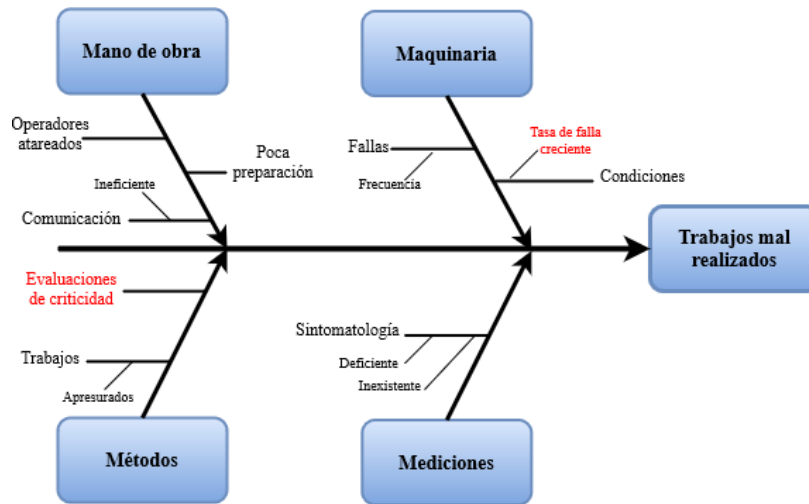 Mano de obra
Maquinaria
Operadores
atareados
Poca
preparación
Ineficiente
Comunicación
Fallas
Frecuencia
Tasa de falla
creciente
Condiciones
Trabajos mal
realizados
Evaluaciones
de criticidad
Trabajos
Apresurados
Sintomatología
Deficiente
Inexistente
Métodos
Mediciones